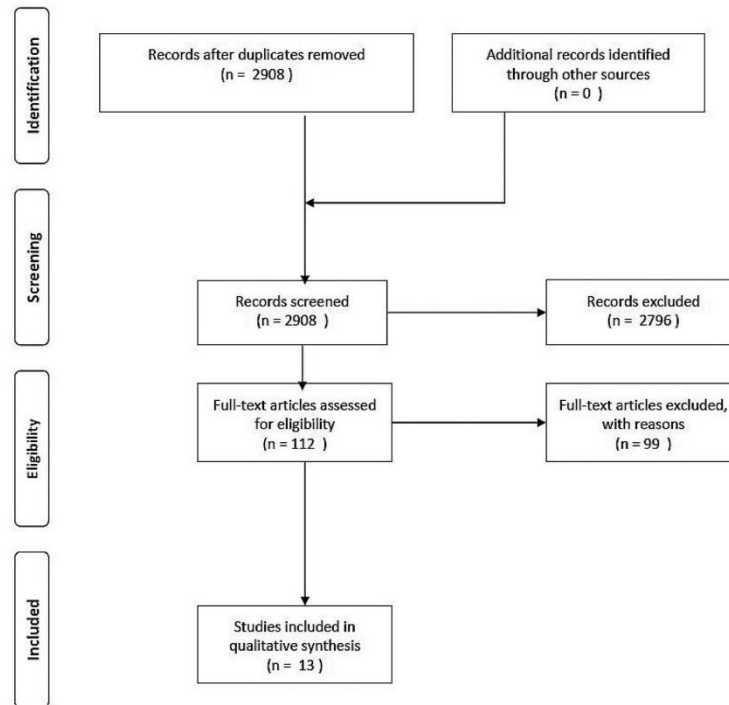 Identification
Records after duplicates removed
(n = 2908 )
Additional records identified
through other sources
(n = 0 )
Screening
Records screened
(n = 2908 )
Records excluded
(n = 2796 )
Eligibility
Full-text articles assessed
for eligibility
(n = 112 )
Full-text articles excluded,
with reasons
(n = 99 )
Included
Studies included in
qualitative synthesis
(n = 13 )